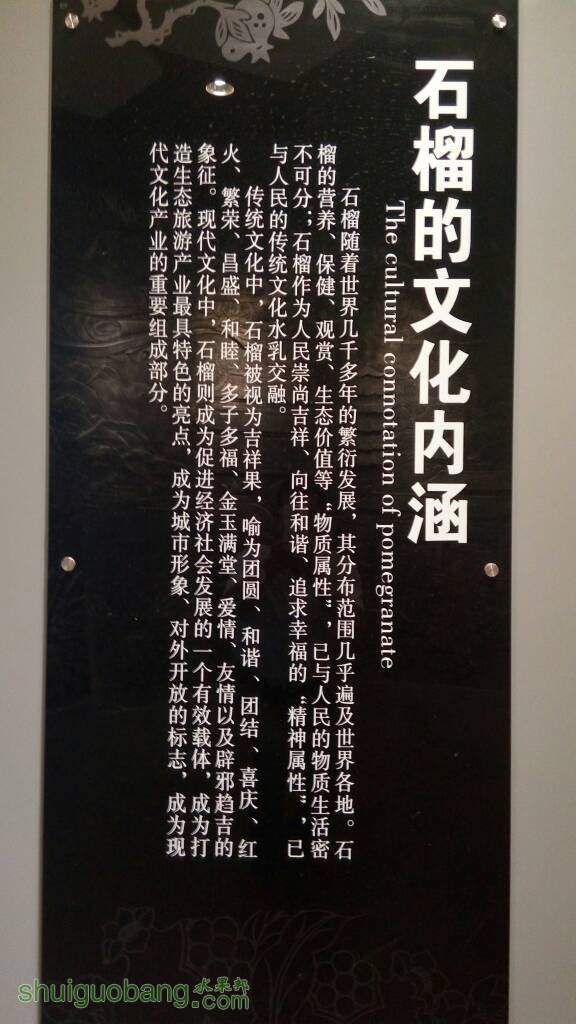 石榴的文化内涵
The cultural connotation of pomegranate
石榴随着世界几千多年的繁衍发展，其分布范围几乎遍及世界各地。石
榴的营养、保健、观赏、生态价值等“物质属性”，已与人民的物质生活密
不可分；石榴作为人民崇尚吉祥、向往和谐、追求幸福的“精神属性”，已
与人民的传统文化水乳交融。
传统文化中，石榴被视为吉祥果，喻为团圆、和谐、团结、喜庆、红
火、繁荣、昌盛、和睦、多子多福、金玉满堂、爱情、友情以及辟邪趋吉的
象征。现代文化中，石榴则成为促进经济社会发展的一个有效载体，成为打
造生态旅游产业最具特色的亮点，成为城市形象、对外开放的标志，成为现
代文化产业的重要组成部分。
shuiguobang.com
水果邦